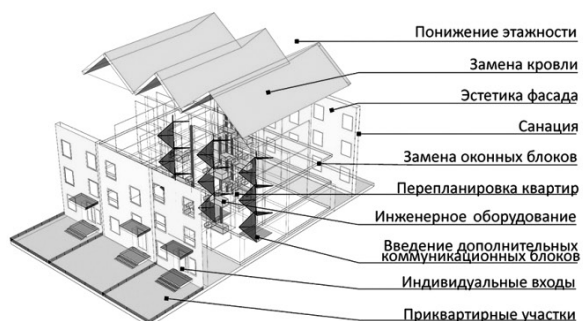 Понижение этажности
Замена кровли
Эстетика фасада
Санация
Замена оконных блоков
Перепланировка квартир
Инженерное оборудование
Введение дополнительных
коммуникационных блоков
Индивидуальные входы
Приквартирные участки